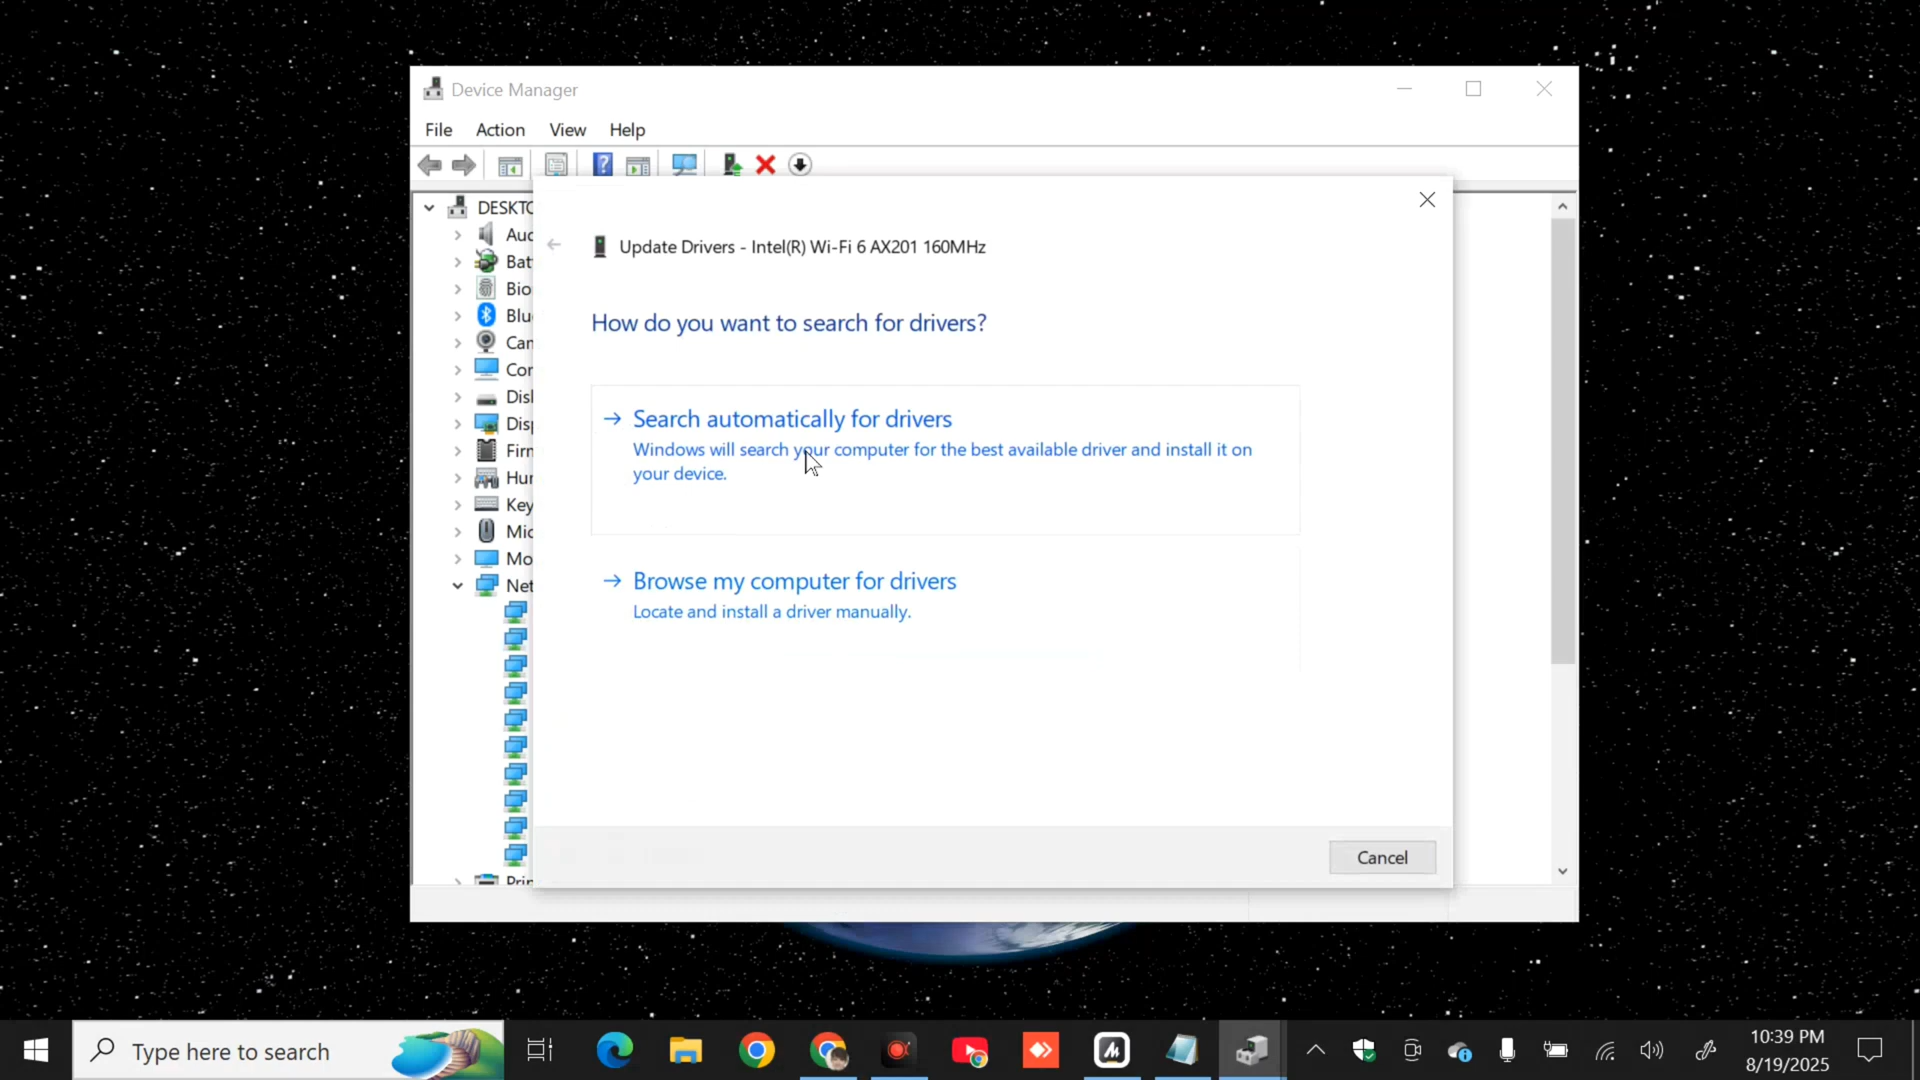 Device Manager
File Action View Help
DESKTO
Aud
Bat
Bio
Blu
Can
Cor
Disl
Disp
Firn
Hur
Key
Mic
Mo
Net
Prir
Update Drivers - Intel(R) Wi-Fi 6 AX201 160MHz
How do you want to search for drivers?
Search automatically for drivers
Windows will search your computer for the best available driver and install it on
your device.
Browse my computer for drivers
Locate and install a driver manually.
Cancel
Type here to search
10:39 PM
8/19/2025